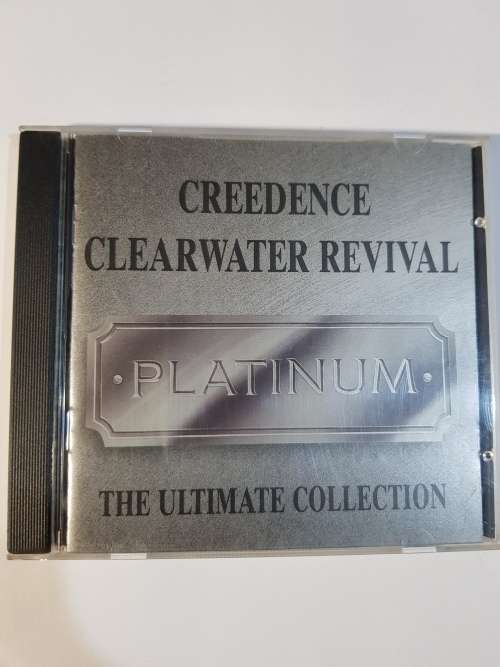 CREEDENCE
CLEARWATER REVIVAL
· PLATINUM ·
THE ULTIMATE COLLECTION